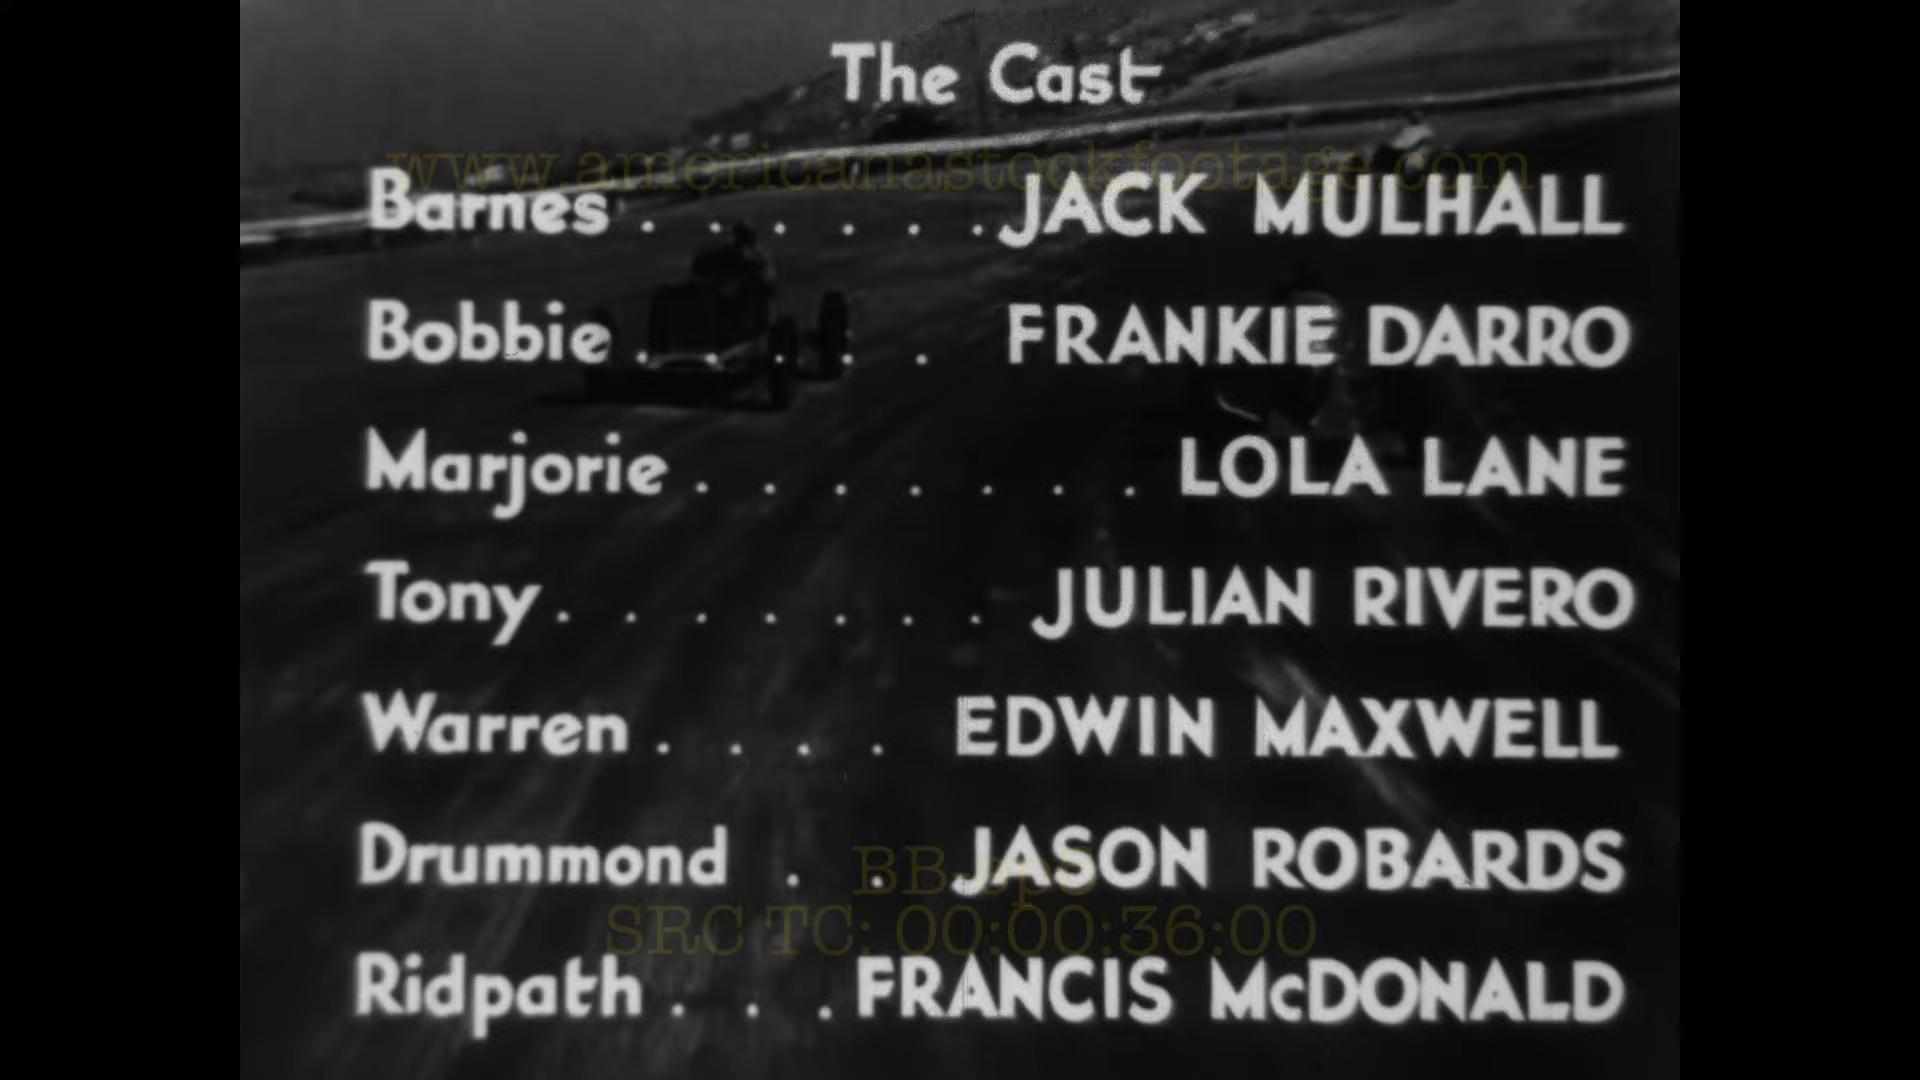 The Cast
www.americanastockfootage.com
Barnes . . . . . . JACK MULHALL
Bobbie . . . . . FRANKIE DARRO
Marjorie . . . . . . . LOLA LANE
Tony . . . . . . . JULIAN RIVERO
Warren . . . . EDWIN MAXWELL
Drummond . . JASON ROBARDS
SRC TC: 00:00:36:00
Ridpath . . . FRANCIS McDONALD